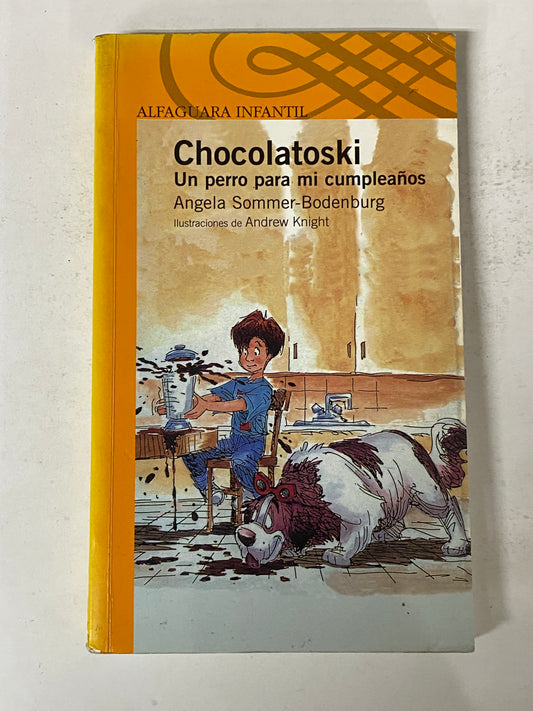 ALFAGUARA INFANTIL
Chocolatoski
Un perro para mi cumpleaños
Angela Sommer-Bodenburg
Ilustraciones de Andrew Knight